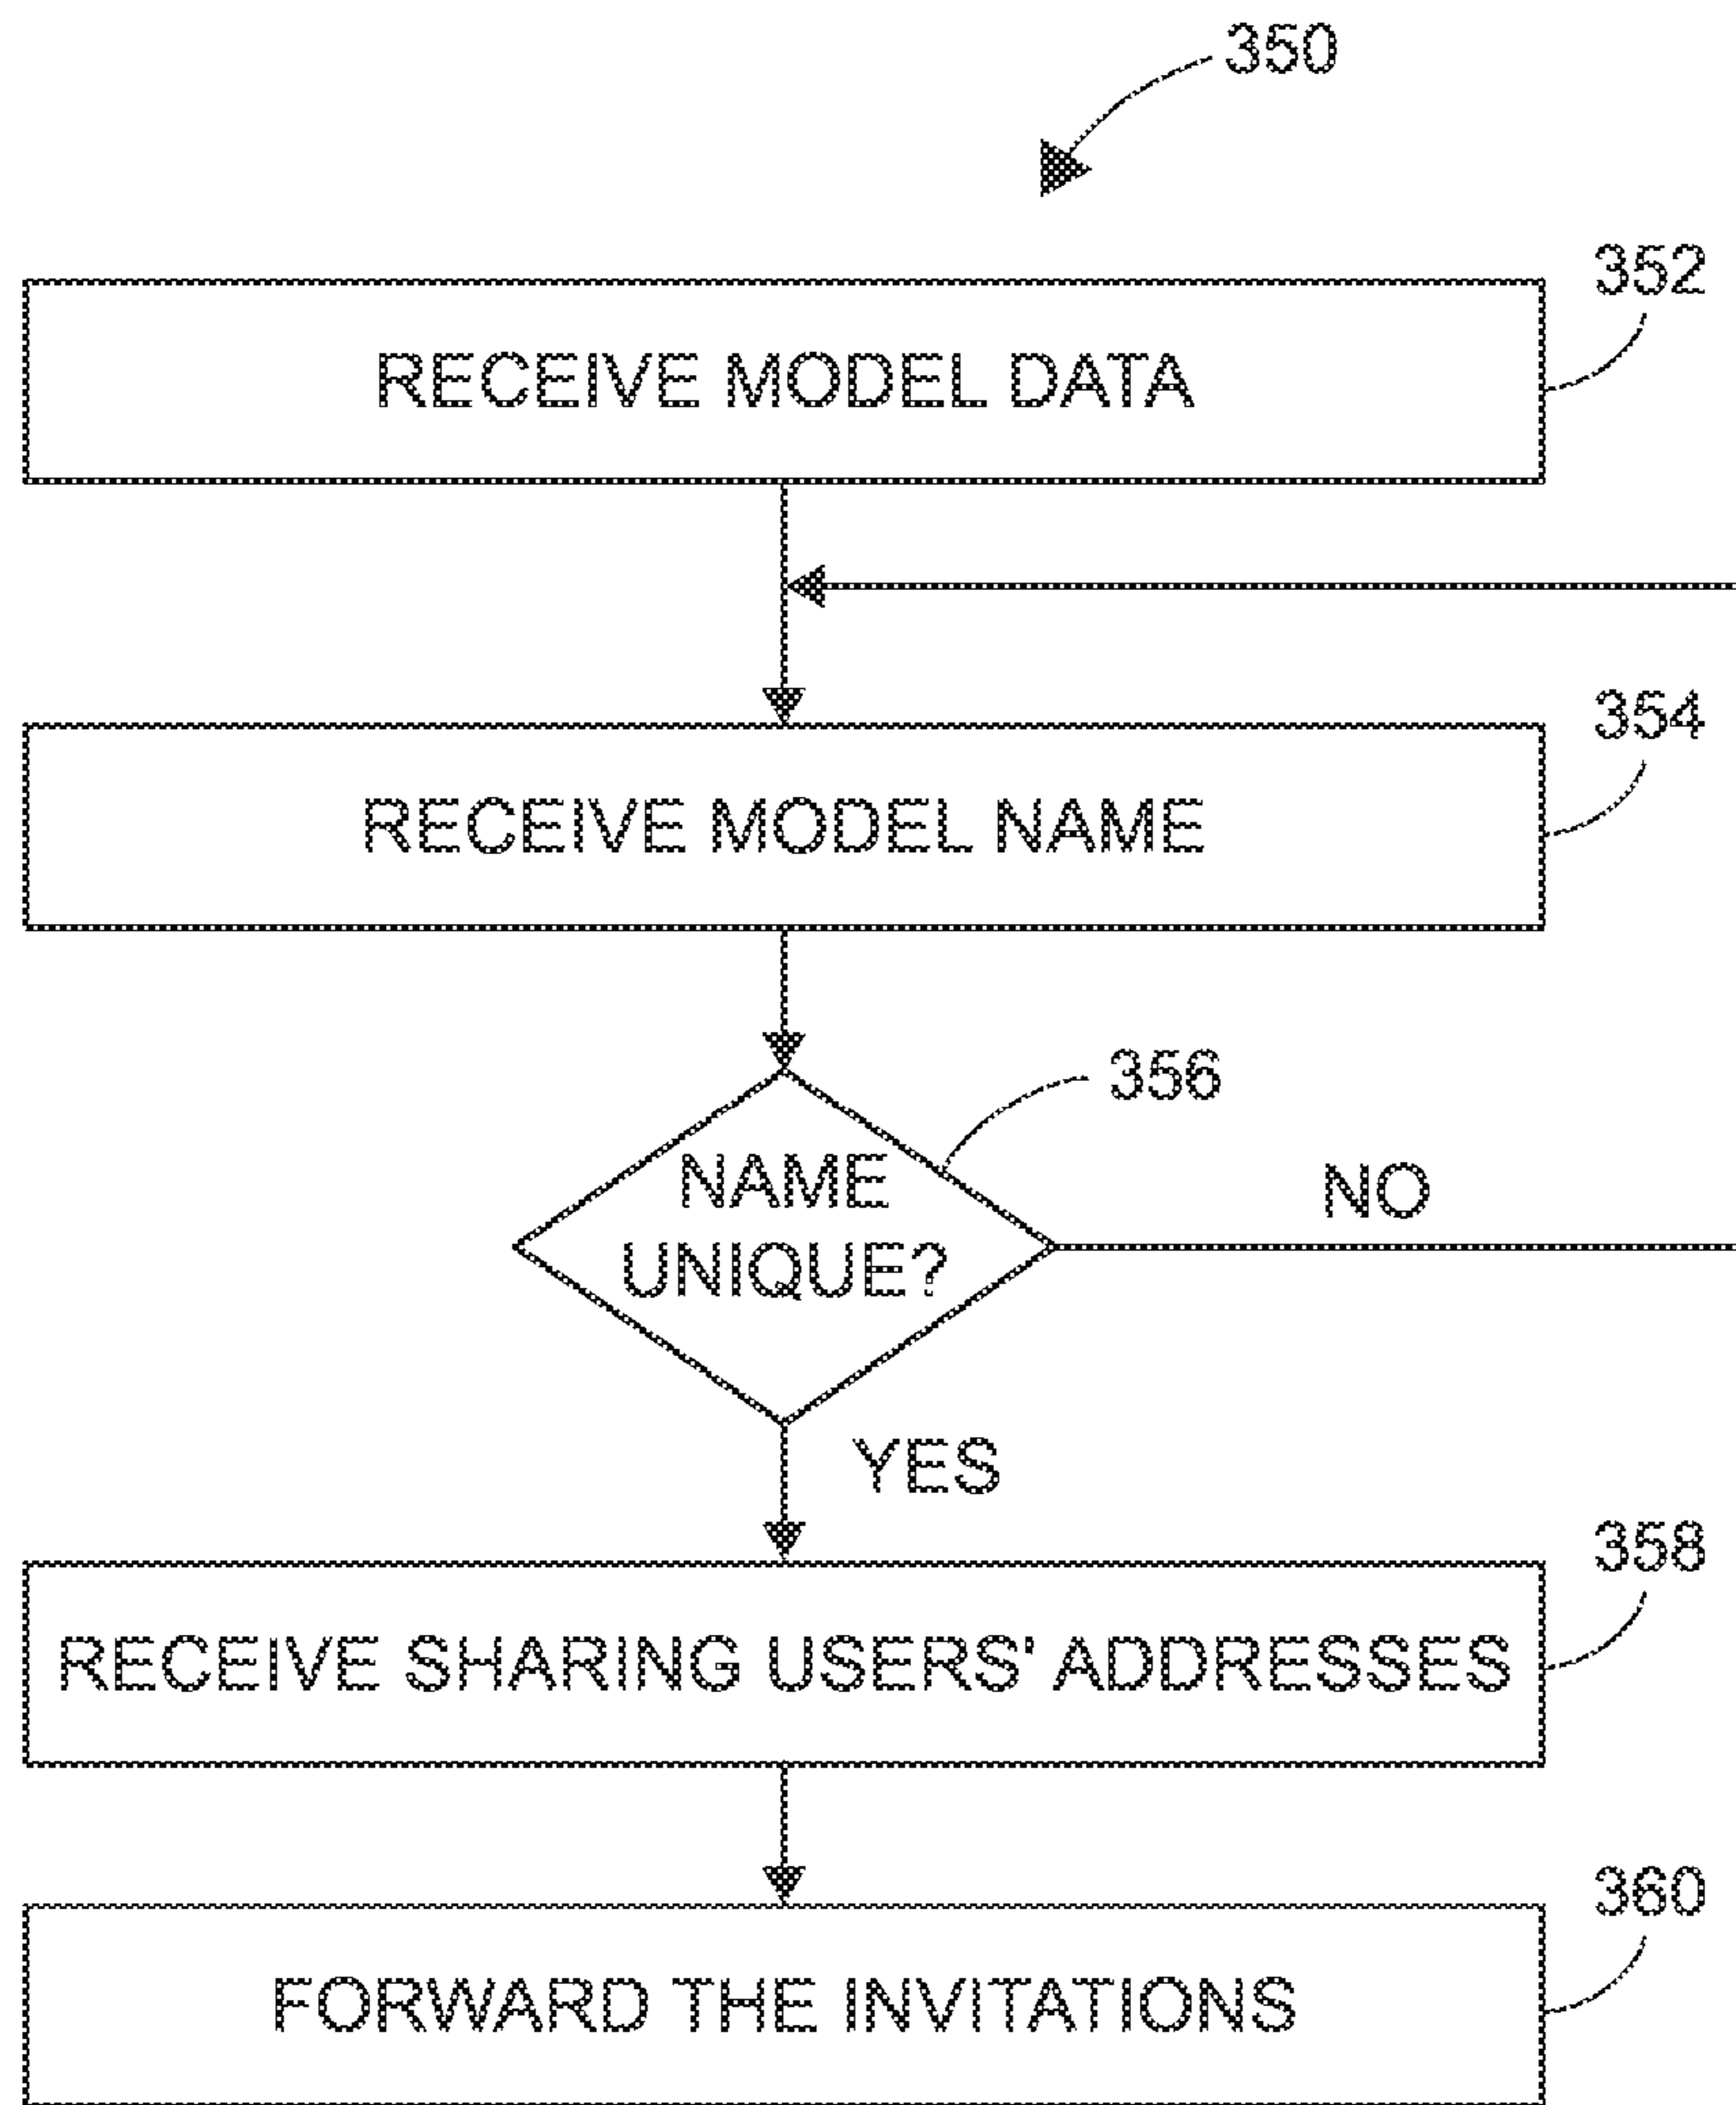 350
352
RECEIVE MODEL DATA
354
RECEIVE MODEL NAME
356
NAME
UNIQUE?
NO
YES
358
RECEIVE SHARING USERS' ADDRESSES
360
FORWARD THE INVITATIONS